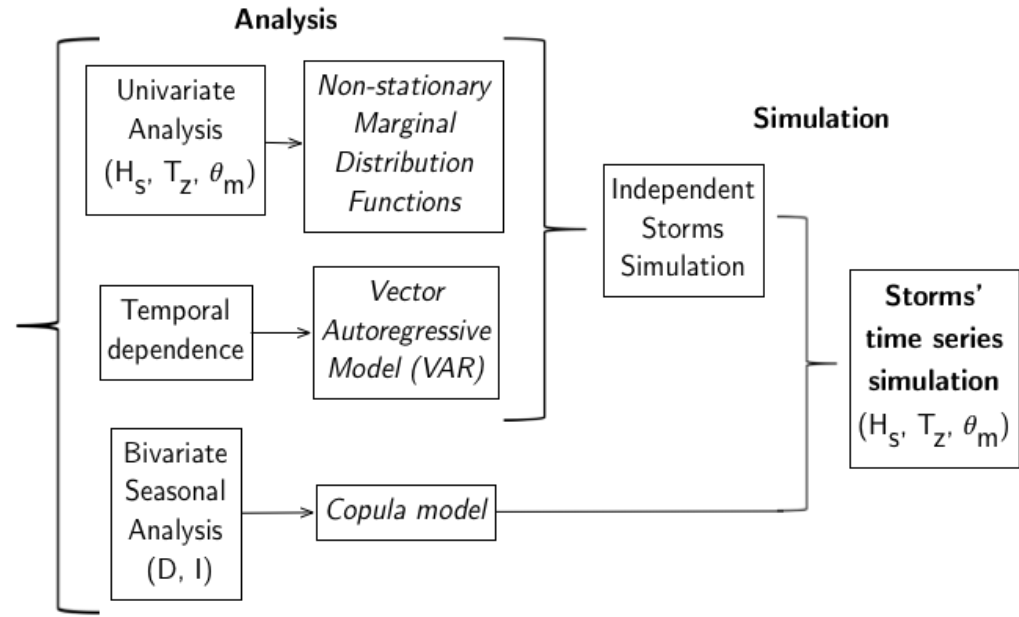 Analysis
Univariate
Analysis
(Hs, Tz, θm)
Non-stationary
Marginal
Distribution
Functions
Temporal
dependence
Vector
Autoregressive
Model (VAR)
Bivariate
Seasonal
Analysis
(D, I)
Copula model
Simulation
Independent
Storms
Simulation
Storms'
time series
simulation
(Hs, Tz, θm)